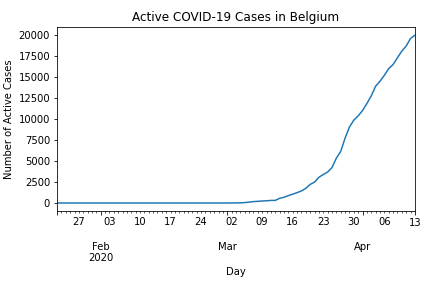 Active COVID-19 Cases in Belgium
Number of Active Cases
20000
17500
15000
12500
10000
7500
5000
2500
0
27 03 10 17 24 02 09 16 23 30 06 13
Feb Mar Apr
2020
Day